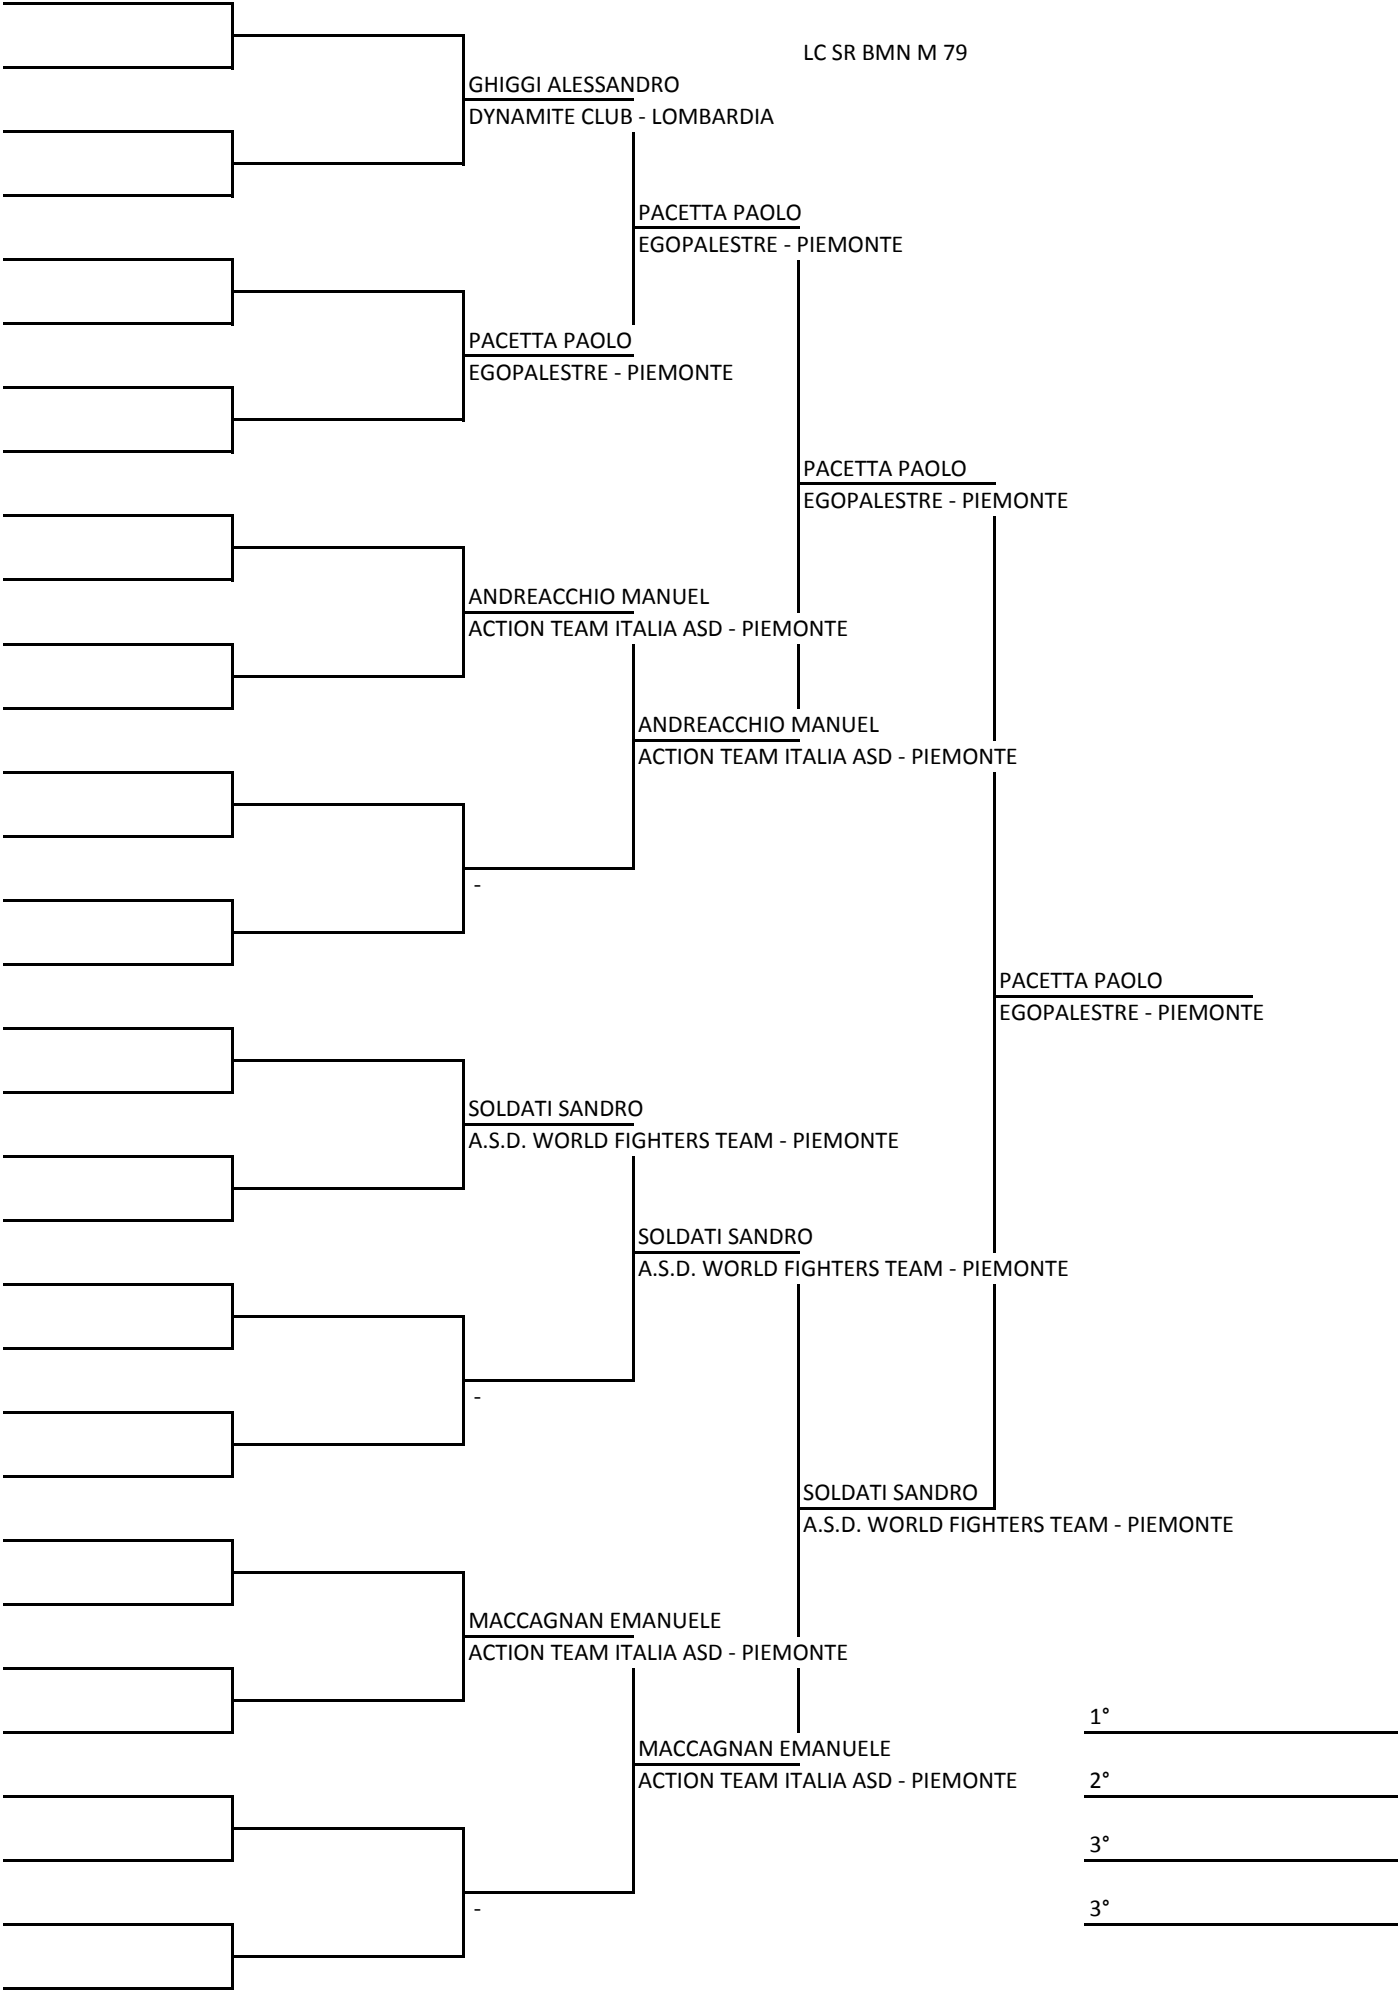 LC SR BMN M 79
GHIGGI ALESSANDRO
DYNAMITE CLUB - LOMBARDIA
PACETTA PAOLO
EGOPALESTRE - PIEMONTE
PACETTA PAOLO
EGOPALESTRE - PIEMONTE
PACETTA PAOLO
EGOPALESTRE - PIEMONTE
ANDREACCHIO MANUEL
ACTION TEAM ITALIA ASD - PIEMONTE
ANDREACCHIO MANUEL
ACTION TEAM ITALIA ASD - PIEMONTE
-
PACETTA PAOLO
EGOPALESTRE - PIEMONTE
SOLDATI SANDRO
A.S.D. WORLD FIGHTERS TEAM - PIEMONTE
SOLDATI SANDRO
A.S.D. WORLD FIGHTERS TEAM - PIEMONTE
-
SOLDATI SANDRO
A.S.D. WORLD FIGHTERS TEAM - PIEMONTE
MACCAGNAN EMANUELE
ACTION TEAM ITALIA ASD - PIEMONTE
1°
MACCAGNAN EMANUELE
ACTION TEAM ITALIA ASD - PIEMONTE
2°
3°
-
3°